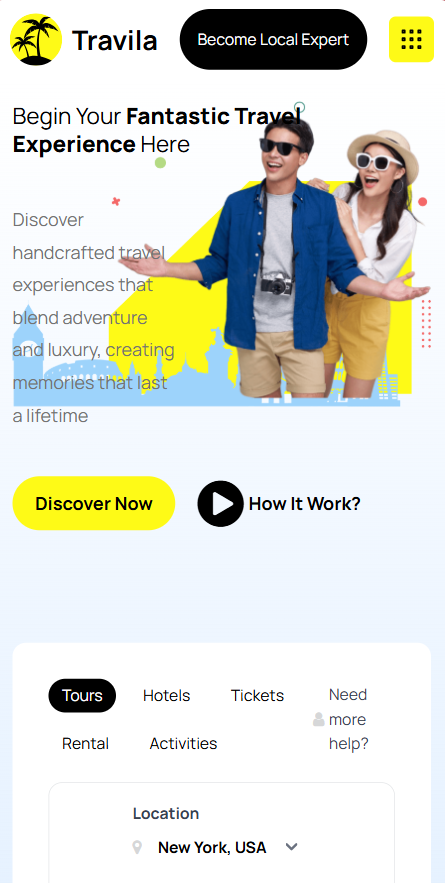 Travila
Become Local Expert
Begin Your Fantastic Travel
Experience Here
Discover
handcrafted travel
experiences that
blend adventure
and luxury, creating
memories that last
a lifetime
Discover Now
How It Work?
Tours
Hotels
Tickets
Need
more
help?
Rental
Activities
Location
New York, USA